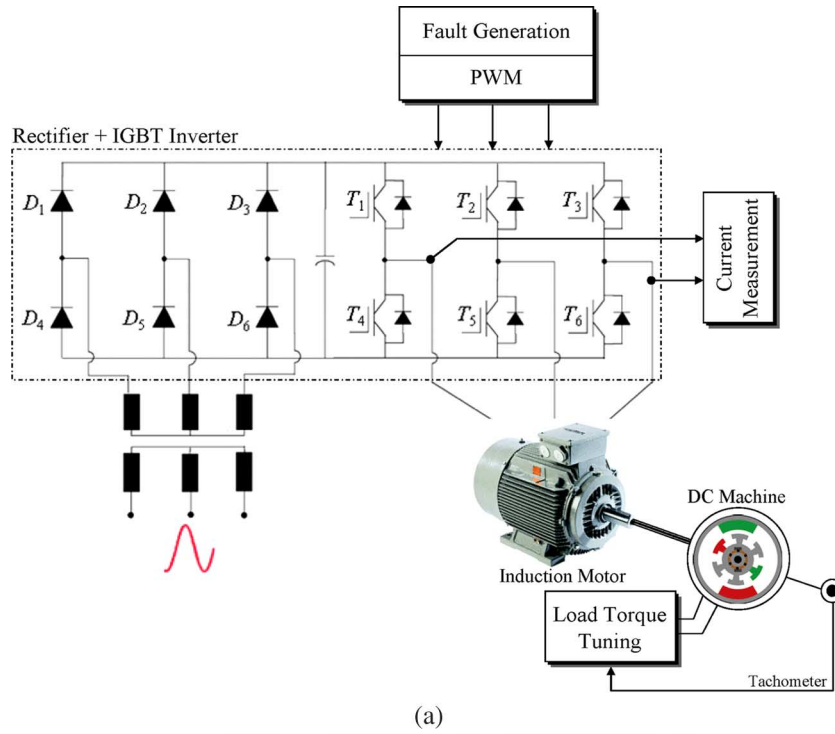 Fault Generation
PWM
Rectifier + IGBT Inverter
D1
D2
D3
T1
T2
T3
D4
D5
D6
T4
T5
T6
Current
Measurement
DC Machine
Induction Motor
Load Torque
Tuning
Tachometer
(a)